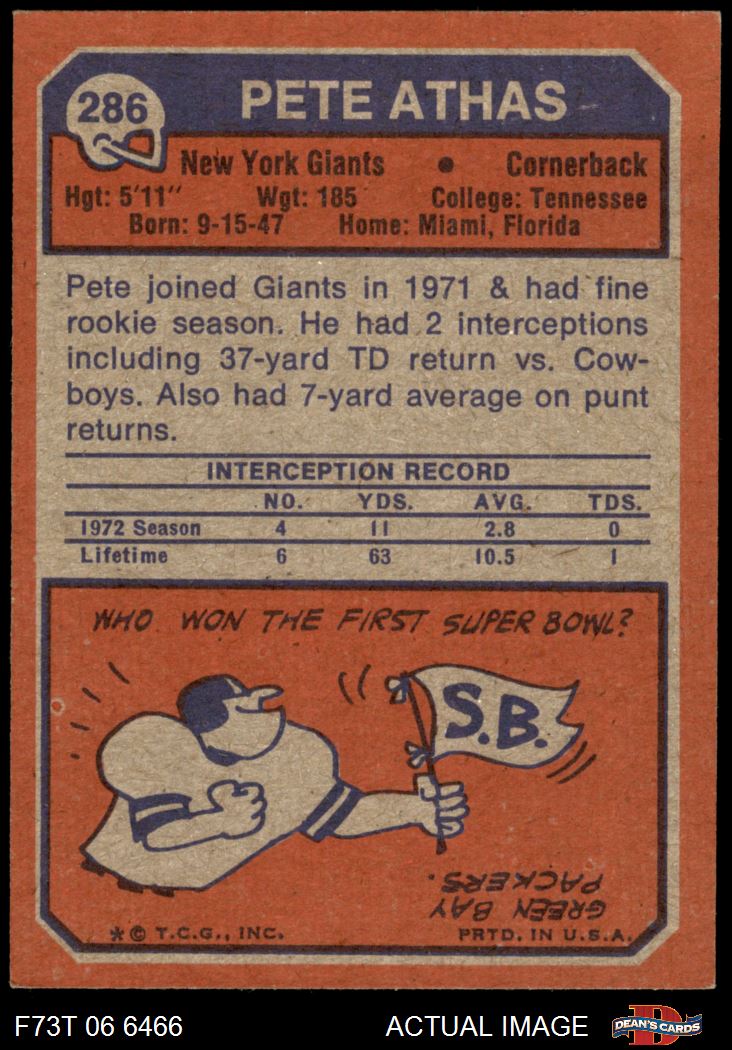 286
PETE ATHAS
New York Giants • Cornerback
Hgt: 5'11" Wgt: 185 College: Tennessee
Born: 9-15-47 Home: Miami, Florida
Pete joined Giants in 1971 & had fine
rookie season. He had 2 interceptions
including 37-yard TD return vs. Cow-
boys. Also had 7-yard average on punt
returns.
INTERCEPTION RECORD
NO. YDS. AVG. TDS.
1972 Season 4 11 2.8 0
Lifetime 6 63 10.5 1
WHO WON THE FIRST SUPER BOWL?
S.B.
GREEN BAY
PACKERS.
* © T.C.G., INC. PRTD. IN U.S.A.
F73T 06 6466 ACTUAL IMAGE
D
DEAN'S CARDS